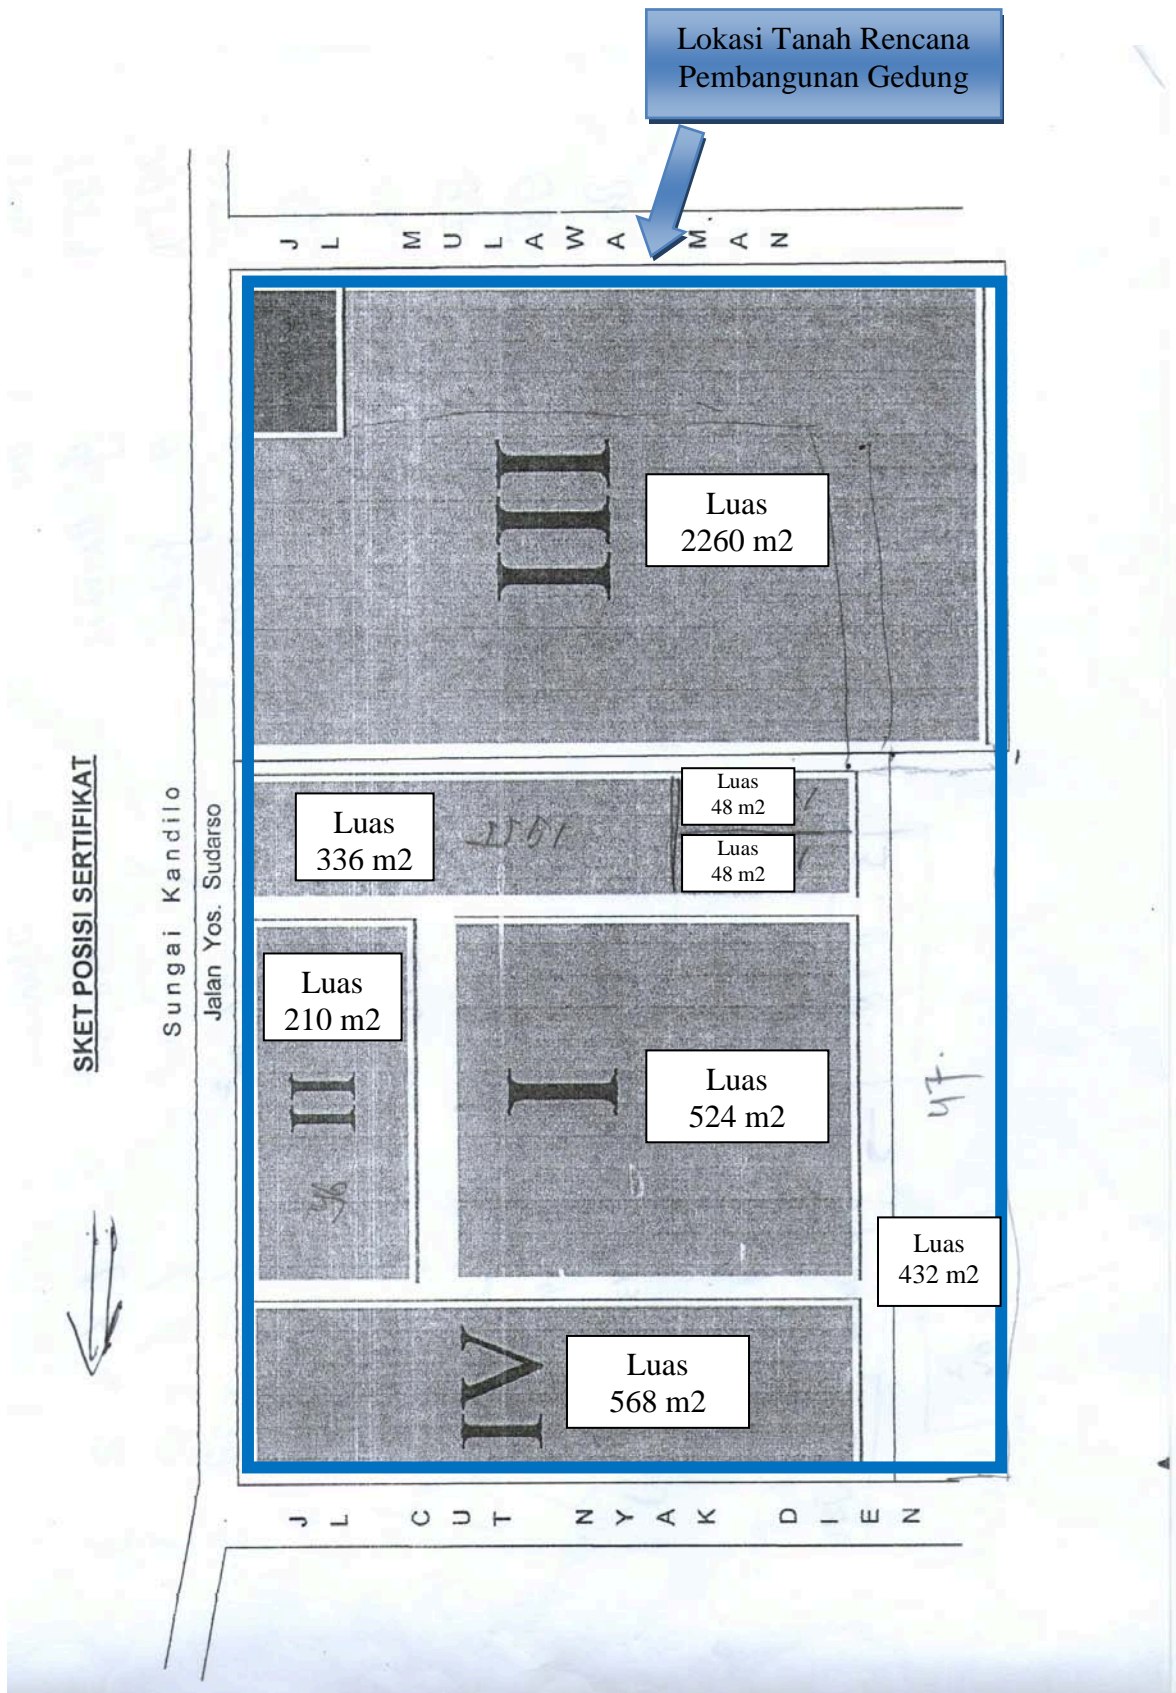 Lokasi Tanah Rencana
Pembangunan Gedung
JL MULAWARMAN
III
Luas
2260 m2
SKET POSISI SERTIFIKAT
Sungai Kandilo
Jalan Yos. Sudarso
Luas
336 m2
Luas
48 m2
Luas
48 m2
Luas
210 m2
II
I
Luas
524 m2
47.
Luas
432 m2
IV
Luas
568 m2
JL CUT NYAK DIEN